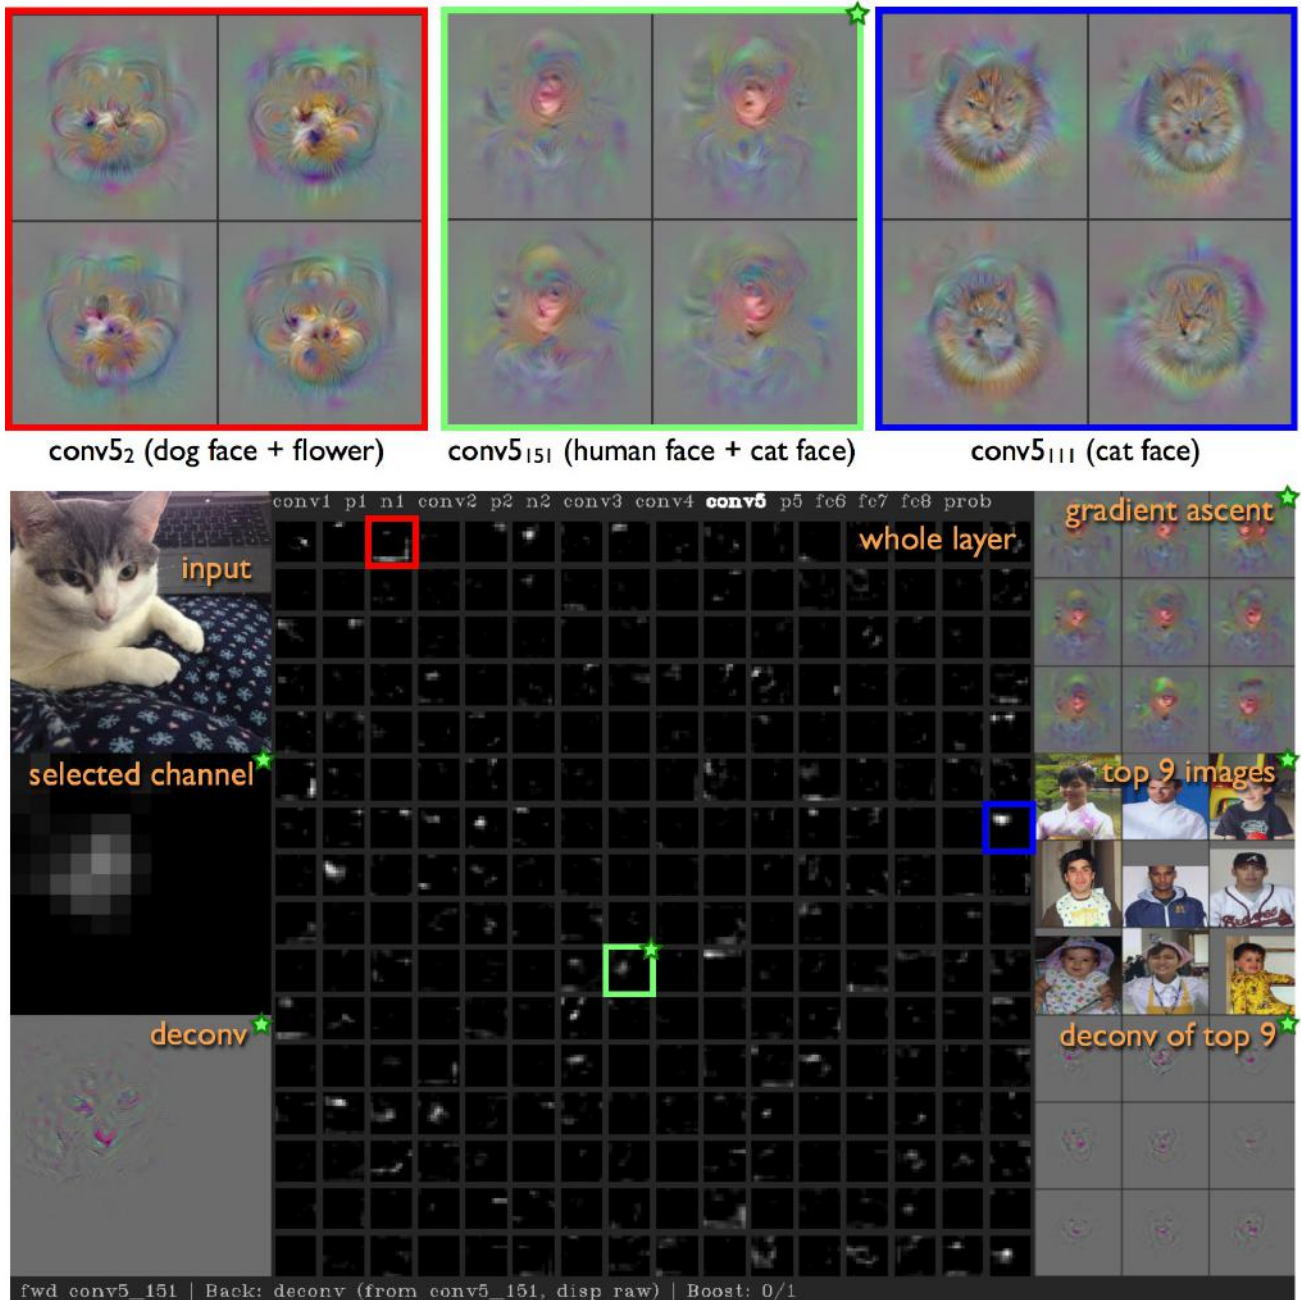 conv5₂ (dog face + flower)
conv5₁₅₁ (human face + cat face)
conv5₁₁₁ (cat face)
conv1 p1 n1 conv2 p2 n2 conv3 conv4 conv5 p5 fc6 fc7 fc8 prob
input
whole layer
gradient ascent
selected channel
top 9 images
deconv
deconv of top 9
fwd conv5_151 | Back: deconv (from conv5_151, disp raw) | Boost: 0/1